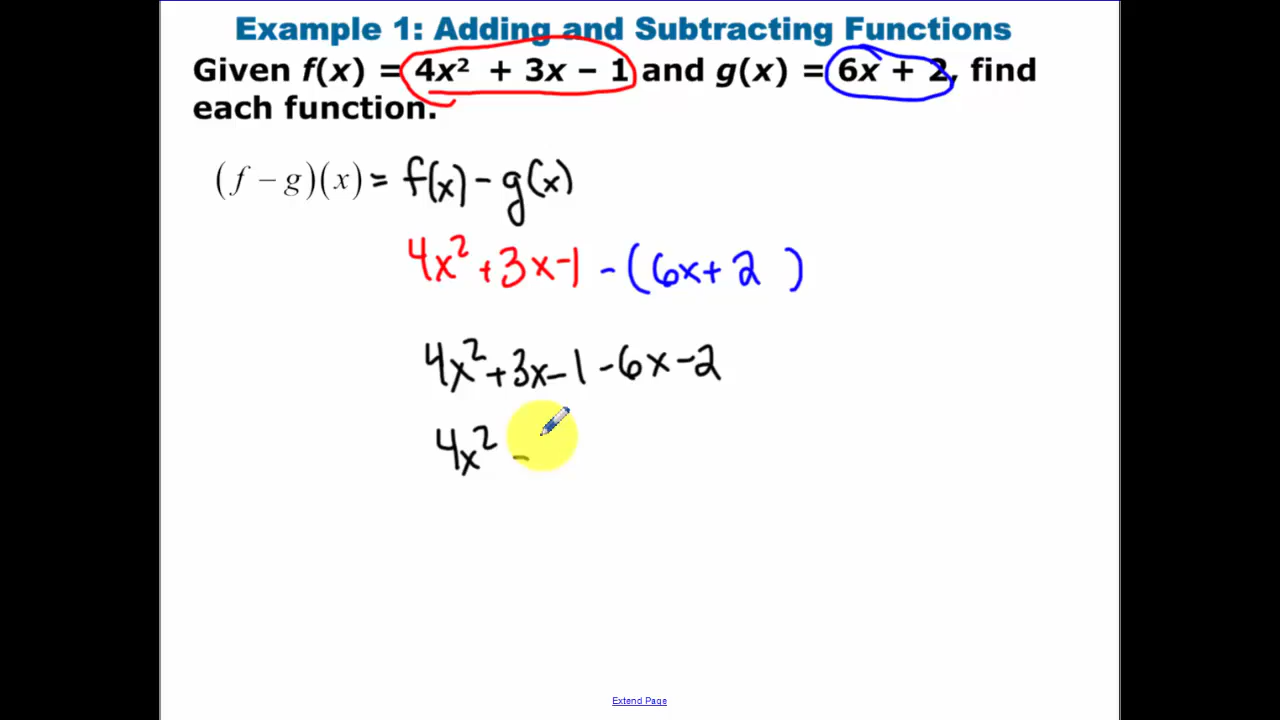 Example 1: Adding and Subtracting Functions
Given f(x) = 4x² + 3x − 1 and g(x) = 6x + 2, find
each function.
(f − g)(x) = f(x) - g(x)
4x² + 3x - 1 - (6x + 2 )
4x² + 3x - 1 - 6x - 2
4x² -
Extend Page